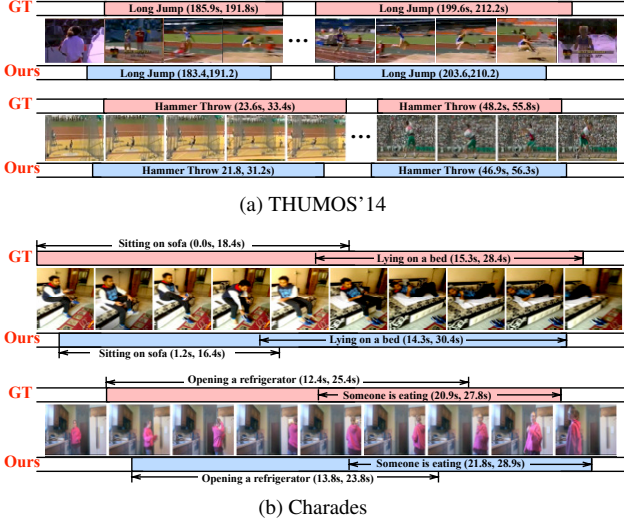 GT Long Jump (185.9s, 191.8s) Long Jump (199.6s, 212.2s)
...
Ours Long Jump (183.4,191.2) Long Jump (203.6,210.2)
GT Hammer Throw (23.6s, 33.4s) Hammer Throw (48.2s, 55.8s)
...
Ours Hammer Throw 21.8, 31.2s) Hammer Throw (46.9s, 56.3s)
(a) THUMOS'14
Sitting on sofa (0.0s, 18.4s)
GT Lying on a bed (15.3s, 28.4s)
Ours Lying on a bed (14.3s, 30.4s)
Sitting on sofa (1.2s, 16.4s)
Opening a refrigerator (12.4s, 25.4s)
GT Someone is eating (20.9s, 27.8s)
Ours Someone is eating (21.8s, 28.9s)
Opening a refrigerator (13.8s, 23.8s)
(b) Charades